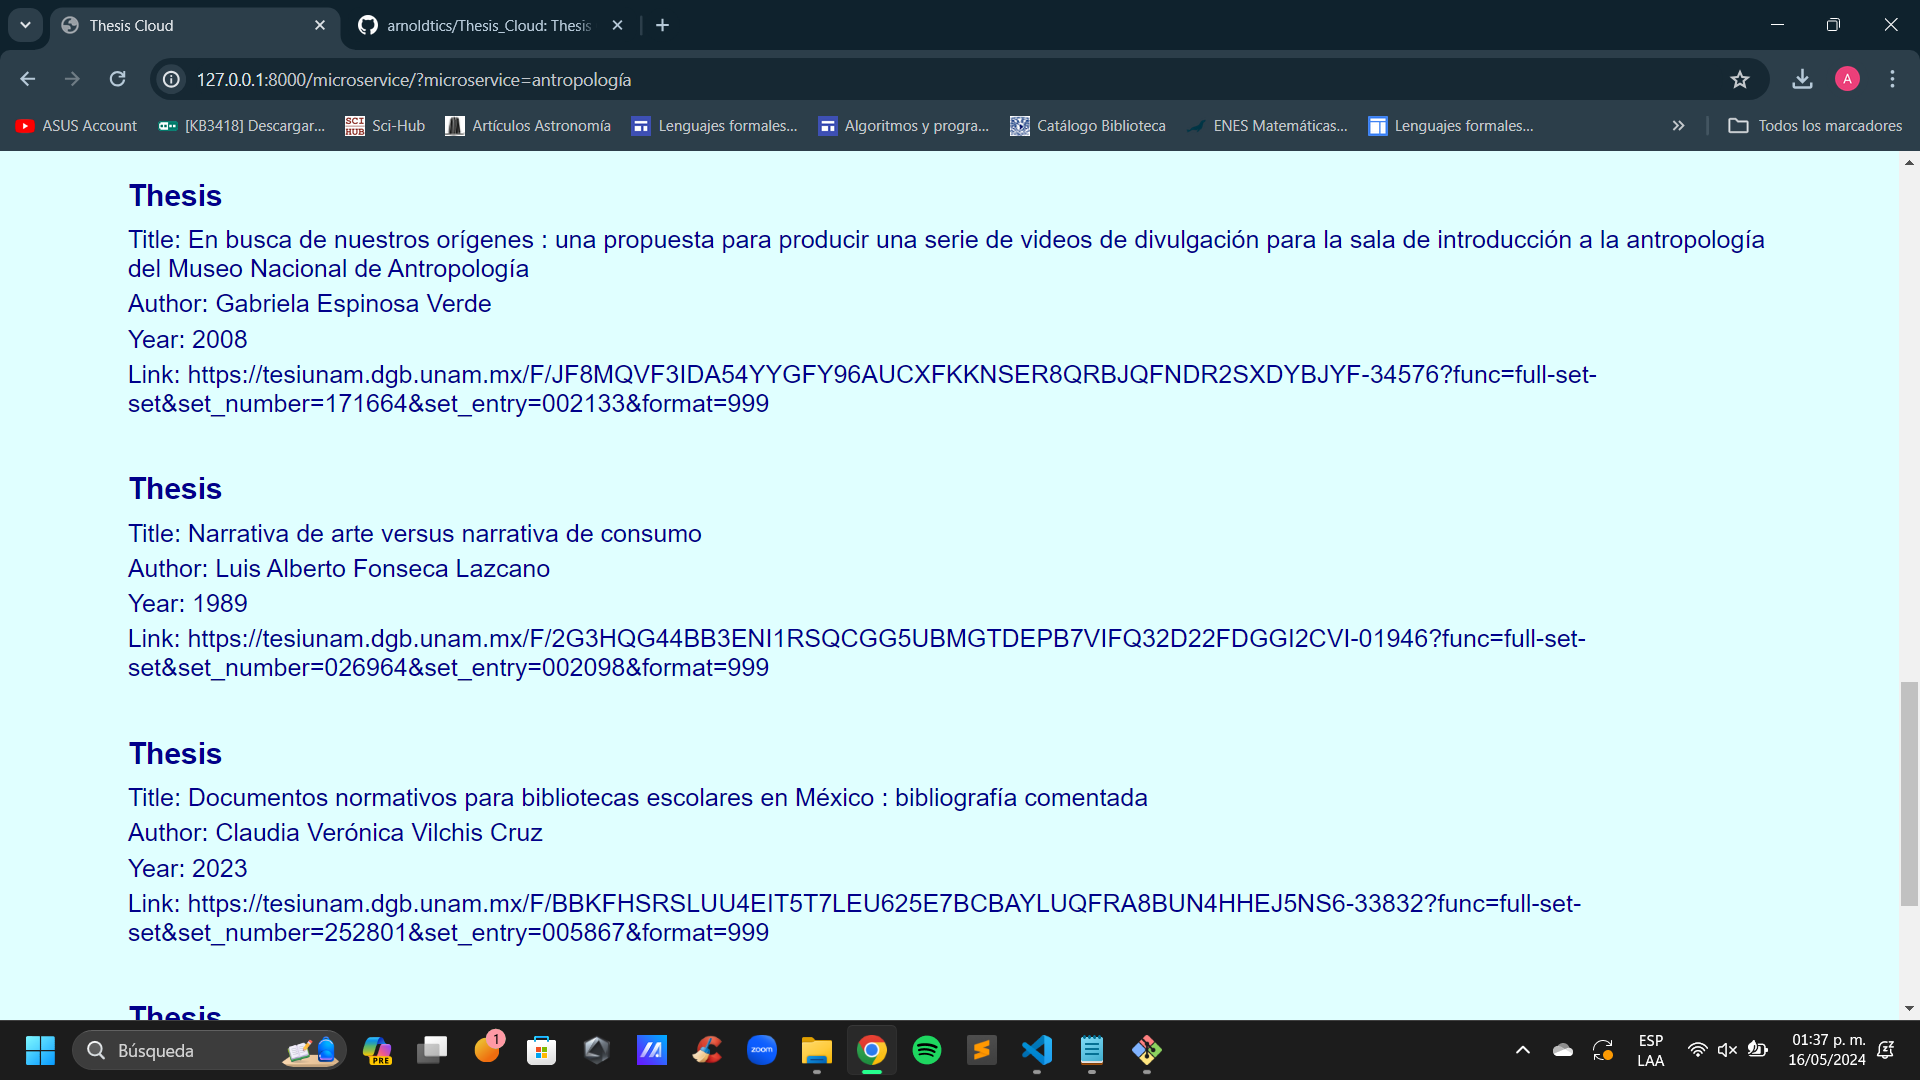 Thesis Cloud
arnoldtics/Thesis_Cloud: Thesis
127.0.0.1:8000/microservice/?microservice=antropología
A
ASUS Account
[KB3418] Descargar...
SCI HUB
Sci-Hub
Artículos Astronomía
Lenguajes formales...
Algoritmos y progra...
Catálogo Biblioteca
ENES Matemáticas...
Lenguajes formales...
Todos los marcadores
Thesis
Title: En busca de nuestros orígenes : una propuesta para producir una serie de videos de divulgación para la sala de introducción a la antropología
del Museo Nacional de Antropología
Author: Gabriela Espinosa Verde
Year: 2008
Link: https://tesiunam.dgb.unam.mx/F/JF8MQVF3IDA54YYGFY96AUCXFKKNSER8QRBJQFNDR2SXDYBJYF-34576?func=full-set-
set&set_number=171664&set_entry=002133&format=999
Thesis
Title: Narrativa de arte versus narrativa de consumo
Author: Luis Alberto Fonseca Lazcano
Year: 1989
Link: https://tesiunam.dgb.unam.mx/F/2G3HQG44BB3ENI1RSQCGG5UBMGTDEPB7VIFQ32D22FDGGI2CVI-01946?func=full-set-
set&set_number=026964&set_entry=002098&format=999
Thesis
Title: Documentos normativos para bibliotecas escolares en México : bibliografía comentada
Author: Claudia Verónica Vilchis Cruz
Year: 2023
Link: https://tesiunam.dgb.unam.mx/F/BBKFHSRSLUU4EIT5T7LEU625E7BCBAYLUQFRA8BUN4HHEJ5NS6-33832?func=full-set-
set&set_number=252801&set_entry=005867&format=999
Thesis
Búsqueda
PRE
1
zoom
ESP
LAA
01:37 p. m.
16/05/2024